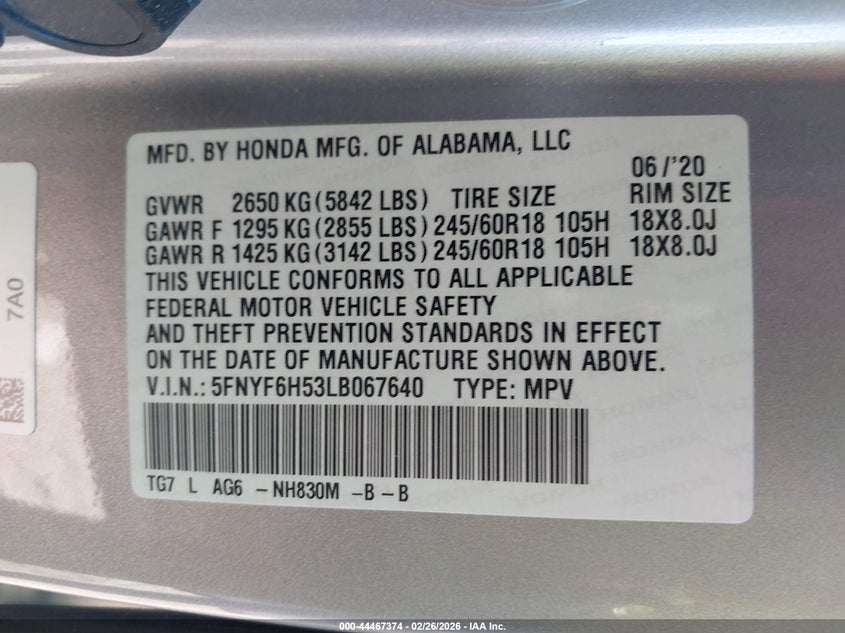 MFD. BY HONDA MFG. OF ALABAMA, LLC
06/'20
GVWR 2650 KG (5842 LBS) TIRE SIZE RIM SIZE
GAWR F 1295 KG (2855 LBS) 245/60R18 105H 18X8.0J
GAWR R 1425 KG (3142 LBS) 245/60R18 105H 18X8.0J
THIS VEHICLE CONFORMS TO ALL APPLICABLE
FEDERAL MOTOR VEHICLE SAFETY
AND THEFT PREVENTION STANDARDS IN EFFECT
ON THE DATE OF MANUFACTURE SHOWN ABOVE.
V.I.N.: 5FNYF6H53LB067640 TYPE: MPV
TG7 L AG6 -NH830M -B-B
7A0
000-44467374 | 02/26/2026 - IAA Inc.